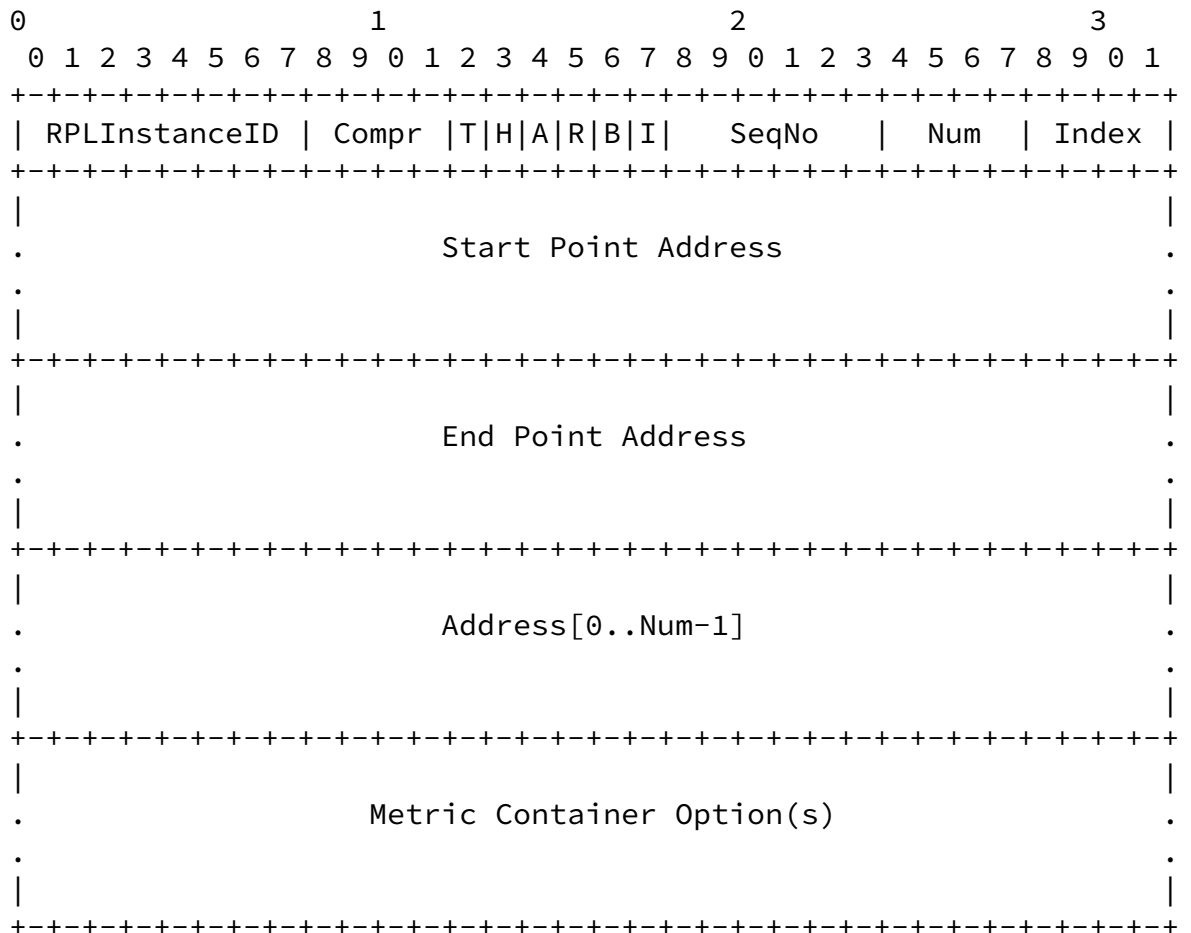 0                   1                   2                   3
 0 1 2 3 4 5 6 7 8 9 0 1 2 3 4 5 6 7 8 9 0 1 2 3 4 5 6 7 8 9 0 1
+-+-+-+-+-+-+-+-+-+-+-+-+-+-+-+-+-+-+-+-+-+-+-+-+-+-+-+-+-+-+-+-+
| RPLInstanceID | Compr |T|H|A|R|B|I|   SeqNo   |  Num  | Index |
+-+-+-+-+-+-+-+-+-+-+-+-+-+-+-+-+-+-+-+-+-+-+-+-+-+-+-+-+-+-+-+-+
|                                                               |
.                       Start Point Address                     .
.                                                               .
|                                                               |
+-+-+-+-+-+-+-+-+-+-+-+-+-+-+-+-+-+-+-+-+-+-+-+-+-+-+-+-+-+-+-+-+
|                                                               |
.                       End Point Address                       .
.                                                               .
|                                                               |
+-+-+-+-+-+-+-+-+-+-+-+-+-+-+-+-+-+-+-+-+-+-+-+-+-+-+-+-+-+-+-+-+
|                                                               |
.                       Address[0..Num-1]                       .
.                                                               .
|                                                               |
+-+-+-+-+-+-+-+-+-+-+-+-+-+-+-+-+-+-+-+-+-+-+-+-+-+-+-+-+-+-+-+-+
|                                                               |
.                   Metric Container Option(s)                  .
.                                                               .
|                                                               |
+-+-+-+-+-+-+-+-+-+-+-+-+-+-+-+-+-+-+-+-+-+-+-+-+-+-+-+-+-+-+-+-+